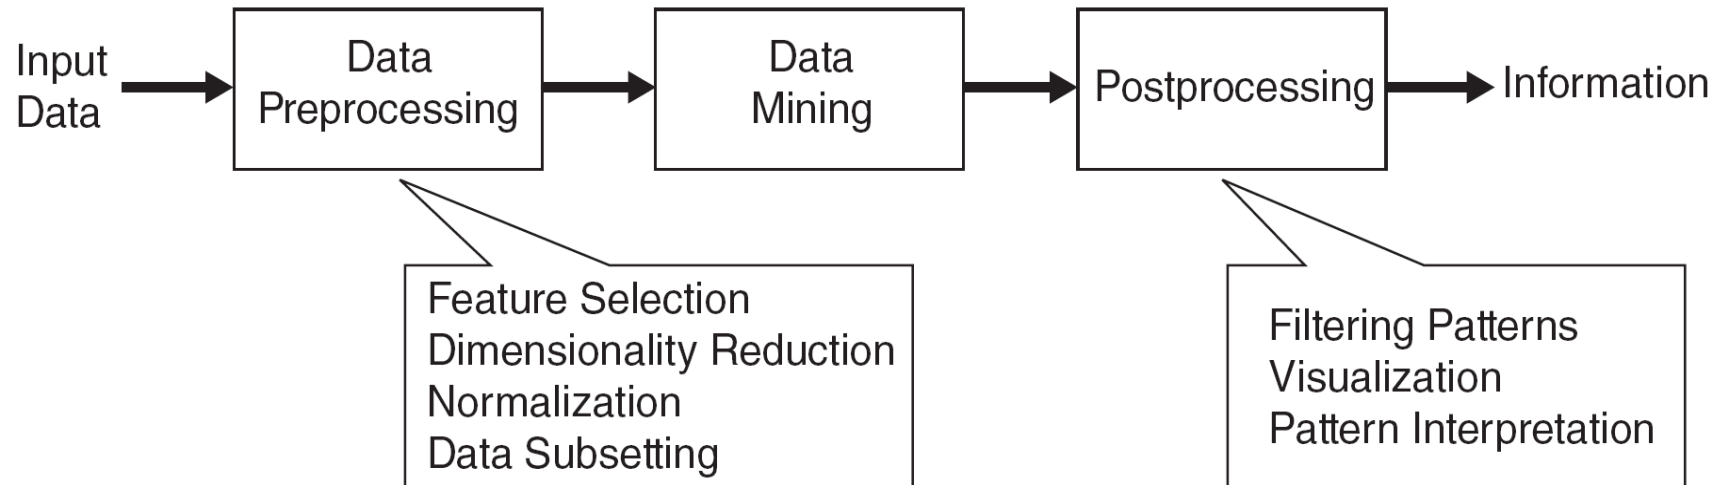 Input
Data
Data
Preprocessing
Data
Mining
Postprocessing
Information
Feature Selection
Dimensionality Reduction
Normalization
Data Subsetting
Filtering Patterns
Visualization
Pattern Interpretation